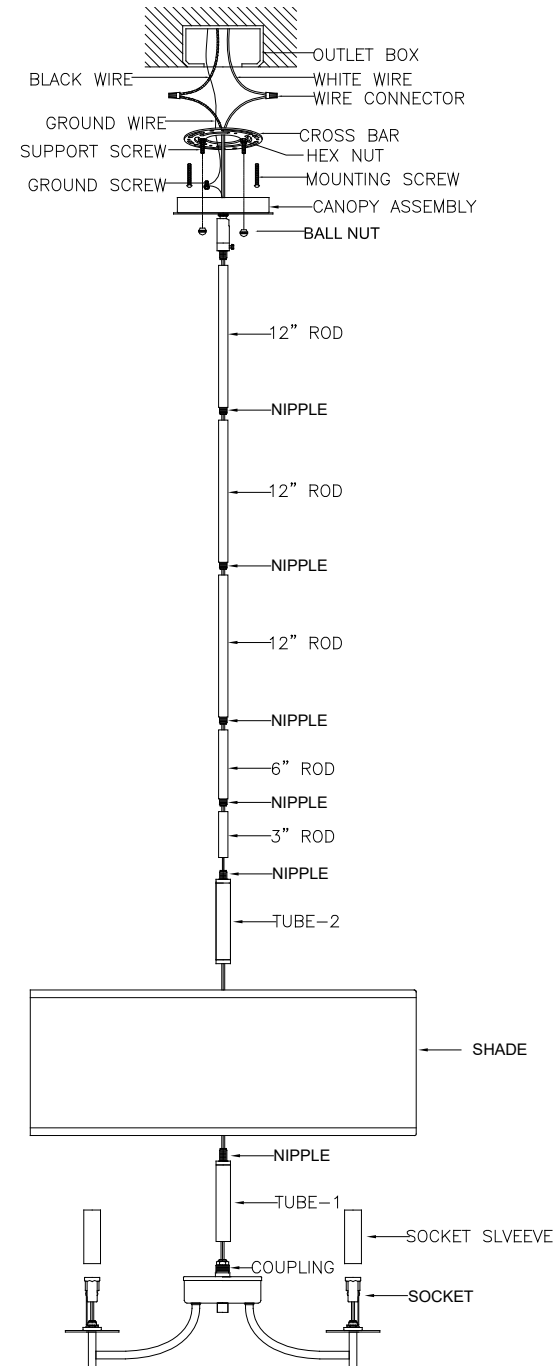 OUTLET BOX
BLACK WIRE
WHITE WIRE
WIRE CONNECTOR
GROUND WIRE
CROSS BAR
SUPPORT SCREW
HEX NUT
GROUND SCREW
MOUNTING SCREW
CANOPY ASSEMBLY
BALL NUT
12” ROD
NIPPLE
12” ROD
NIPPLE
12” ROD
NIPPLE
6” ROD
NIPPLE
3” ROD
NIPPLE
TUBE-2
SHADE
NIPPLE
TUBE-1
SOCKET SLVEEVE
COUPLING
SOCKET